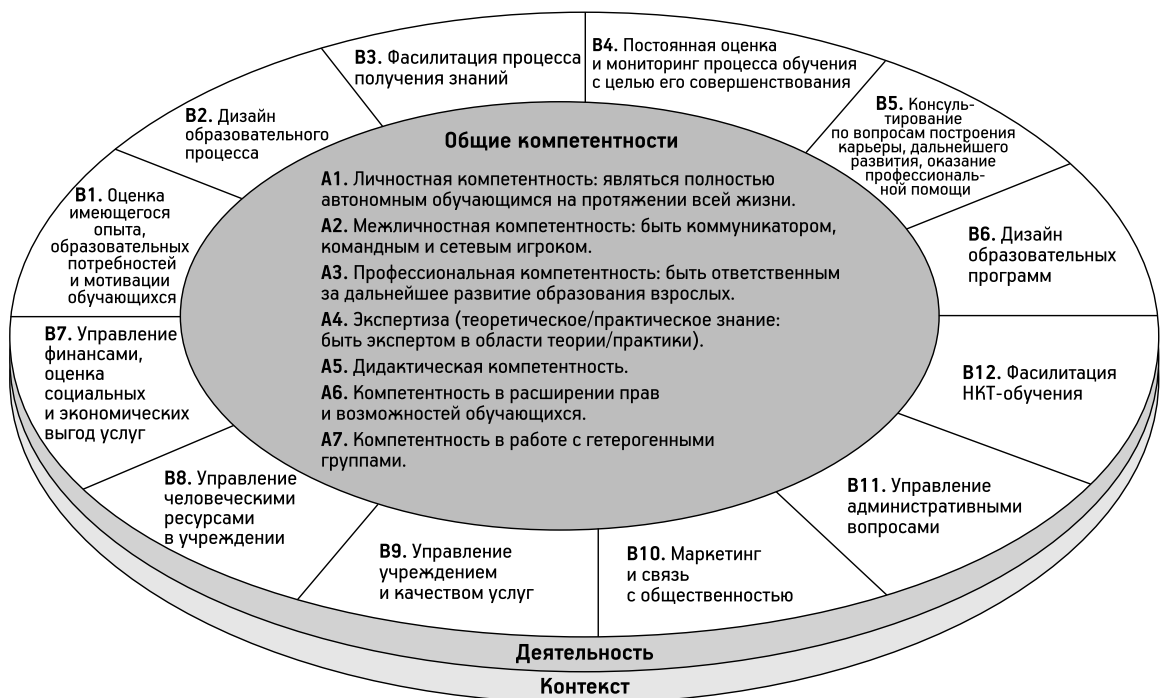 B3. Фасилитация процесса
получения знаний
B4. Постоянная оценка
и мониторинг процесса обучения
с целью его совершенствования
B2. Дизайн
образовательного
процесса
B5. Консуль-
тирование
по вопросам построения
карьеры, дальнейшего
развития, оказание
профессиональ-
ной помощи
B1. Оценка
имеющегося
опыта,
образовательных
потребностей
и мотивации
обучающихся
B6. Дизайн
образовательных
программ
Общие компетентности
A1. Личностная компетентность: являться полностью
автономным обучающимся на протяжении всей жизни.
A2. Межличностная компетентность: быть коммуникатором,
командным и сетевым игроком.
A3. Профессиональная компетентность: быть ответственным
за дальнейшее развитие образования взрослых.
A4. Экспертиза (теоретическое/практическое знание:
быть экспертом в области теории/практики).
A5. Дидактическая компетентность.
A6. Компетентность в расширении прав
и возможностей обучающихся.
A7. Компетентность в работе с гетерогенными
группами.
B7. Управление
финансами,
оценка
социальных
и экономических
выгод услуг
B12. Фасилитация
НКТ-обучения
B8. Управление
человеческими
ресурсами
в учреждении
B11. Управление
административными
вопросами
B9. Управление
учреждением
и качеством услуг
B10. Маркетинг
и связь
с общественностью
Деятельность
Контекст